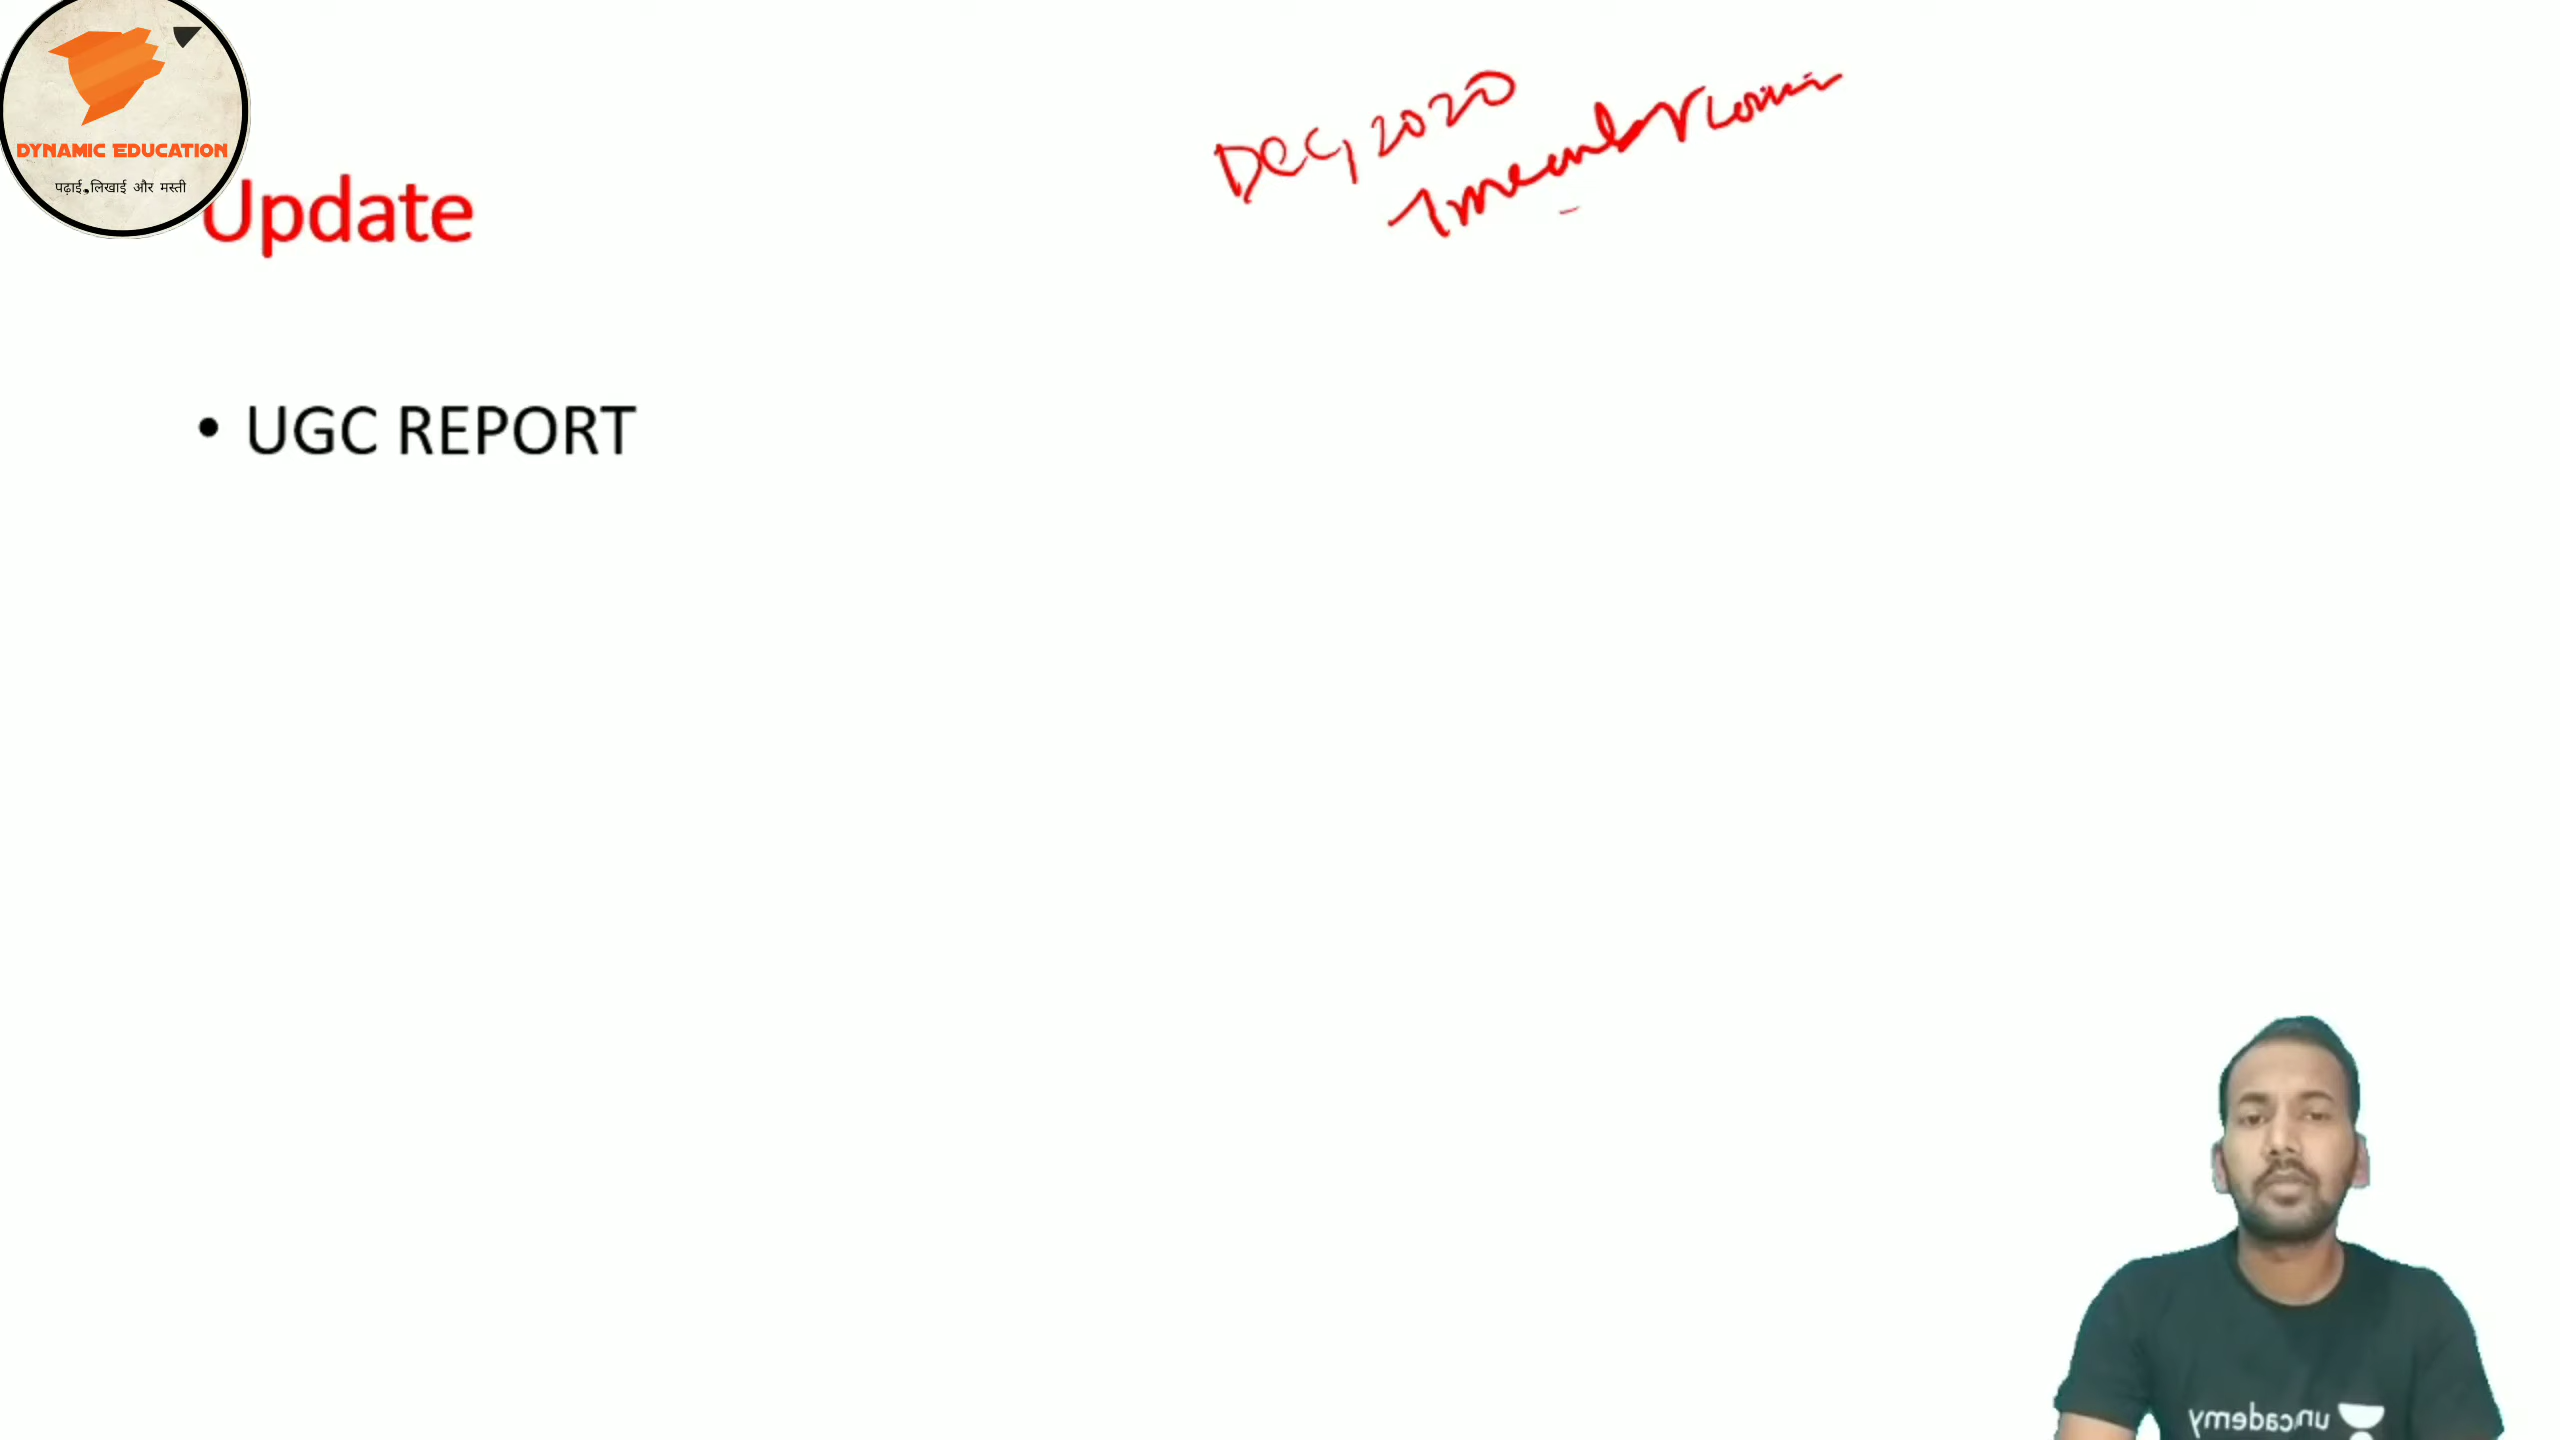 DYNAMIC EDUCATION
पढ़ाई,लिखाई और मस्ती
Update
Dec, 2020
• UGC REPORT
unacademy